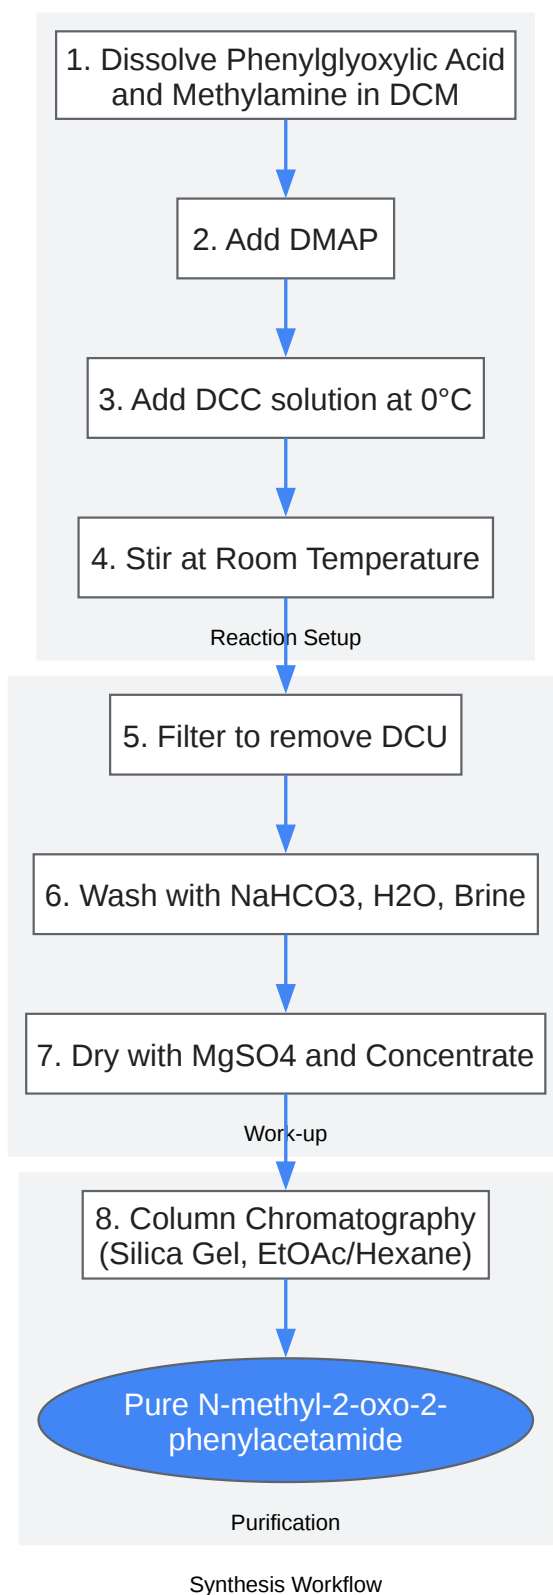 1. Dissolve Phenylglyoxylic Acid
and Methylamine in DCM
2. Add DMAP
3. Add DCC solution at 0°C
4. Stir at Room Temperature
Reaction Setup
5. Filter to remove DCU
6. Wash with NaHCO3, H2O, Brine
7. Dry with MgSO4 and Concentrate
Work-up
8. Column Chromatography
(Silica Gel, EtOAc/Hexane)
Pure N-methyl-2-oxo-2-
phenylacetamide
Purification
Synthesis Workflow